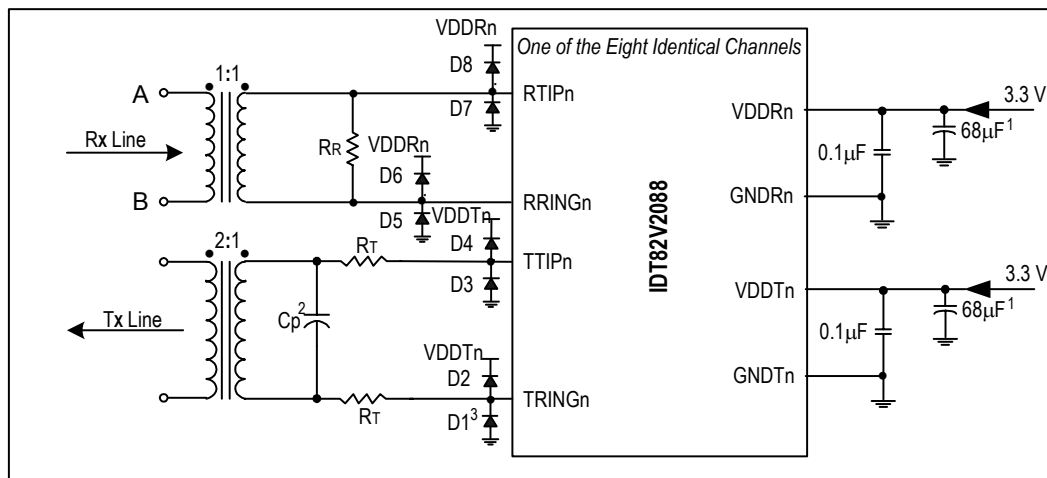 One of the Eight Identical Channels
VDDRn
D8
1:1
A
RTIPn
D7
VDDRn
3.3 V
68µF1
Rx Line
RR
VDDRn
D6
0.1µF
B
RRINGn
GNDRn
D5
VDDTn
D4
2:1
RT
TTIPn
D3
IDT82V2088
VDDTn
3.3 V
68µF1
Tx Line
Cp2
0.1µF
VDDTn
D2
GNDTn
TRINGn
RT
D13